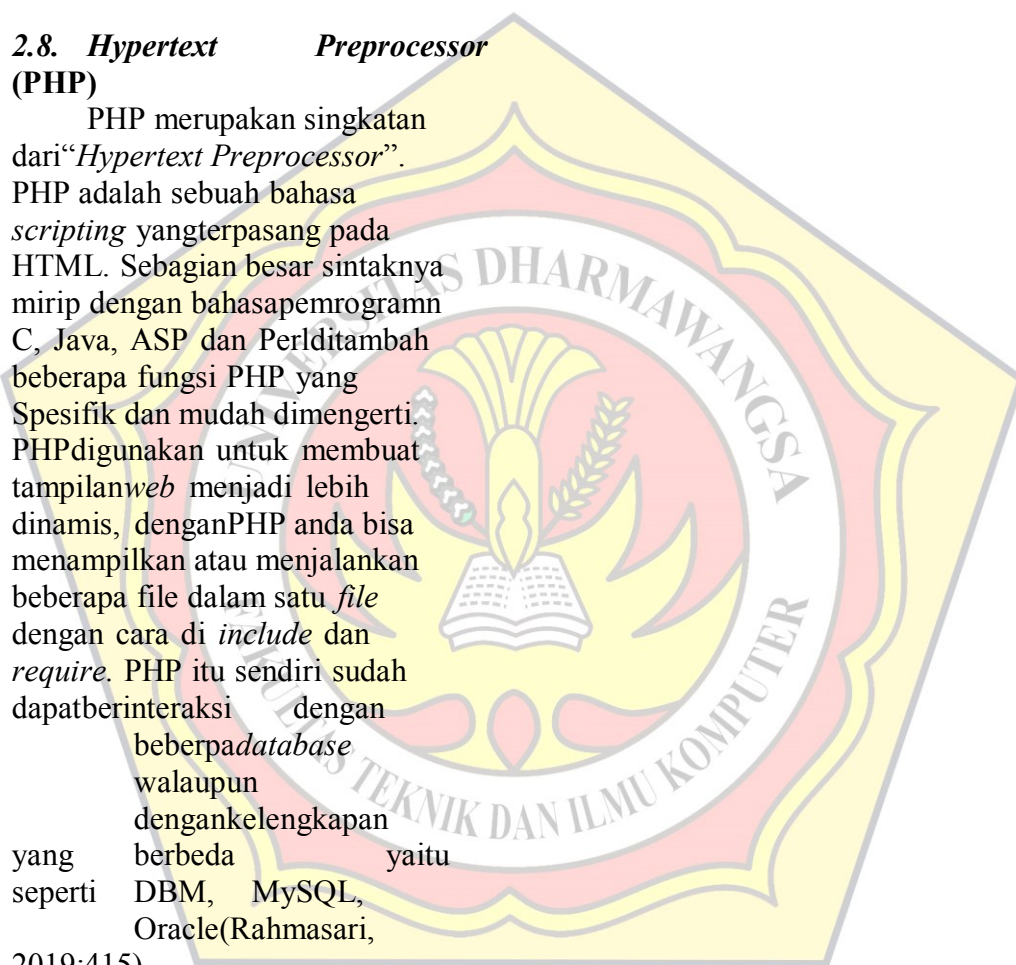 2.8. Hypertext Preprocessor
(PHP)
PHP merupakan singkatan
dari“Hypertext Preprocessor”.
PHP adalah sebuah bahasa
scripting yangterpasang pada
HTML. Sebagian besar sintaknya
mirip dengan bahasapemrogramn
C, Java, ASP dan Perlditambah
beberapa fungsi PHP yang
Spesifik dan mudah dimengerti.
PHPdigunakan untuk membuat
tampilanweb menjadi lebih
dinamis, denganPHP anda bisa
menampilkan atau menjalankan
beberapa file dalam satu file
dengan cara di include dan
require. PHP itu sendiri sudah
dapatberinteraksi dengan
beberpadatabase
walaupun
dengankelengkapan
yang berbeda yaitu
seperti DBM, MySQL,
Oracle(Rahmasari,
2019:415)
UNIVERSITAS DHARMAWANGSA
FAKULTAS TEKNIK DAN ILMU KOMPUTER